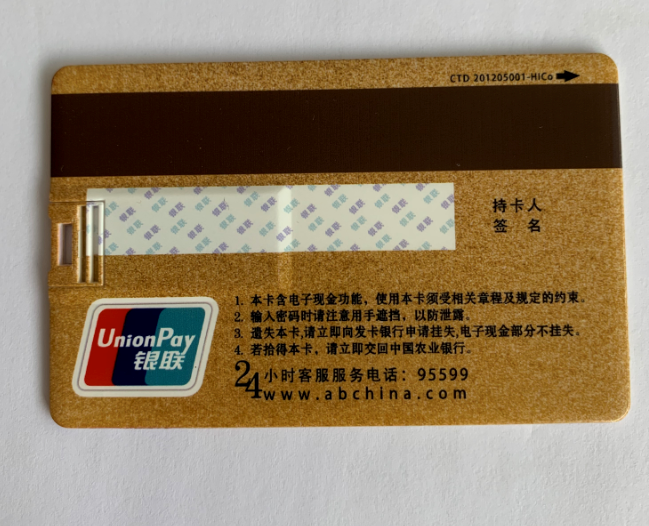 CTD 201205001-HiCo
持卡人
签 名
1. 本卡含电子现金功能，使用本卡须受相关章程及规定的约束。
2. 输入密码时请注意用手遮挡，以防泄露。
3. 遗失本卡,请立即向发卡银行申请挂失,电子现金部分不挂失。
4. 若拾得本卡，请立即交回中国农业银行。
24小时客服服务电话：95599
www.abchina.com
UnionPay
银联